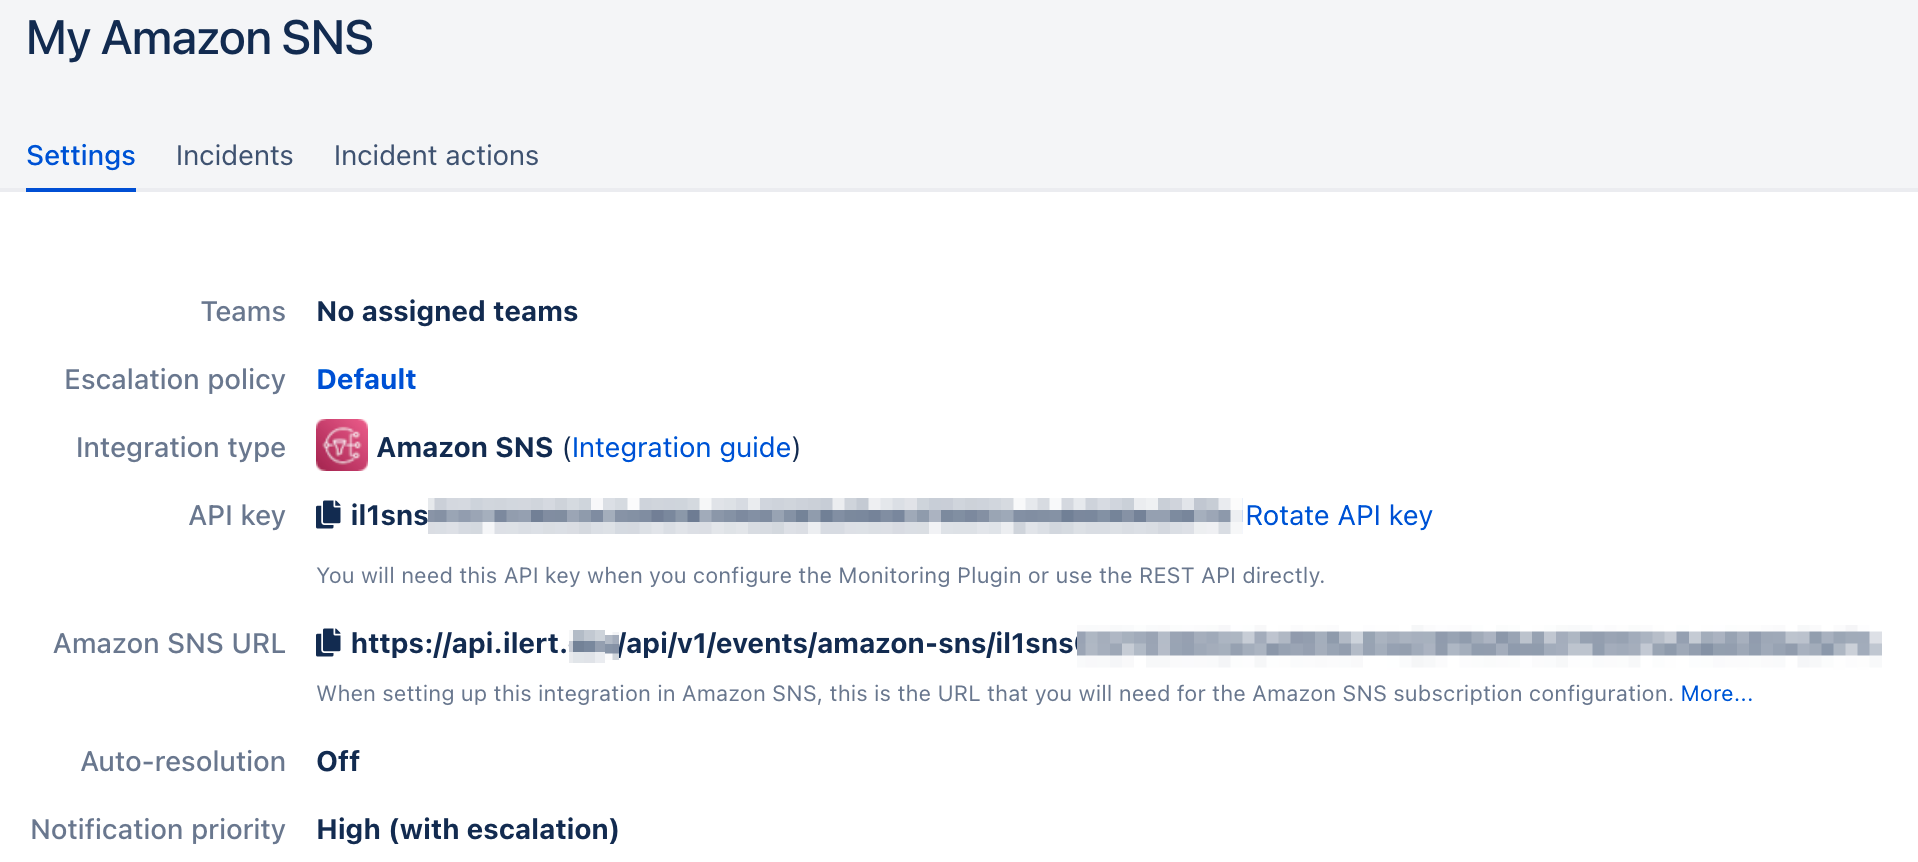 My Amazon SNS
Settings Incidents Incident actions
Teams No assigned teams
Escalation policy Default
Integration type Amazon SNS (Integration guide)
API key il1sns Rotate API key
You will need this API key when you configure the Monitoring Plugin or use the REST API directly.
Amazon SNS URL https://api.ilert. /api/v1/events/amazon-sns/il1sns
When setting up this integration in Amazon SNS, this is the URL that you will need for the Amazon SNS subscription configuration. More...
Auto-resolution Off
Notification priority High (with escalation)